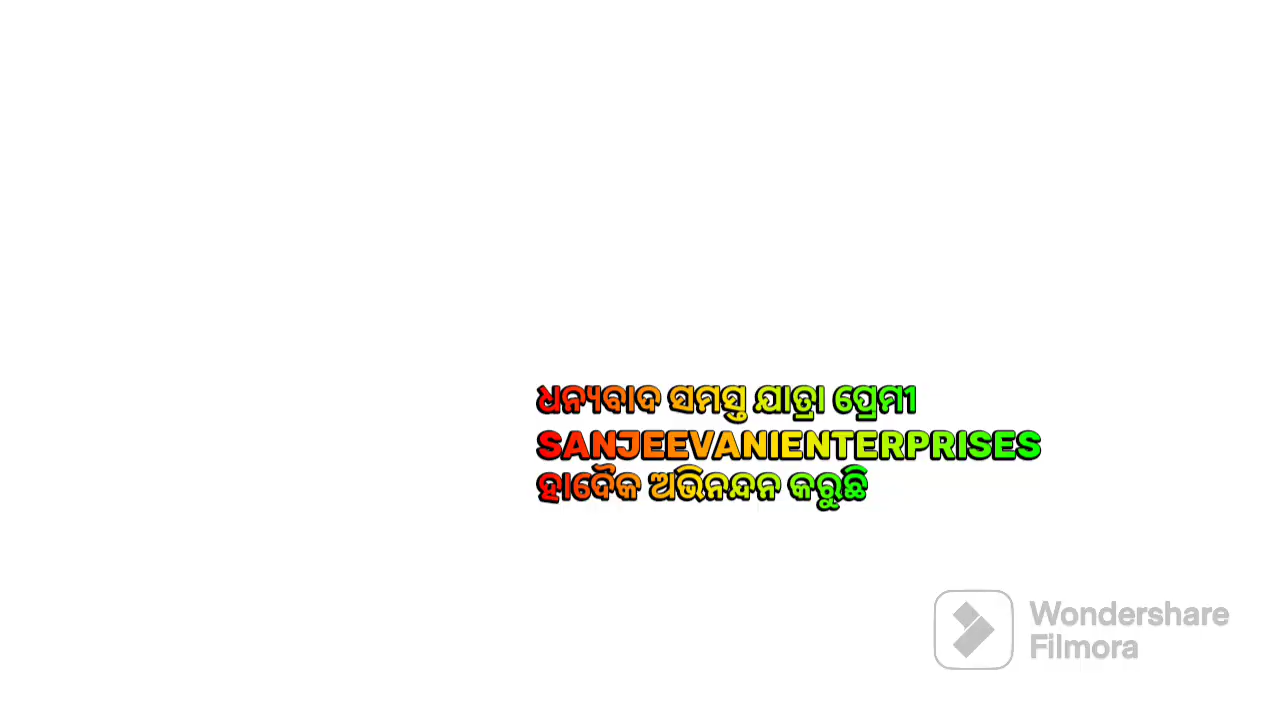 ଧନ୍ୟବାଦ ସମସ୍ତ ଯାତ୍ରା ପ୍ରେମୀ
SANJEEVANIENTERPRISES
ହାଦୈକ ଅଭିନନ୍ଦନ କରୁଛି
Wondershare
Filmora